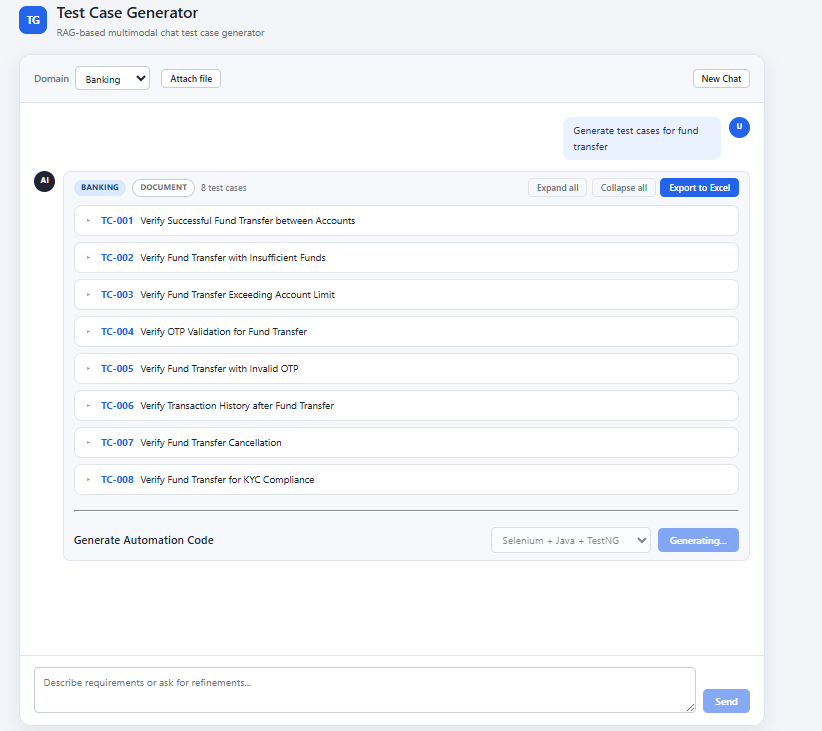 TG
Test Case Generator
RAG-based multimodal chat test case generator
Domain Banking Attach file New Chat
Generate test cases for fund
transfer
U
AI
BANKING DOCUMENT 8 test cases Expand all Collapse all Export to Excel
TC-001 Verify Successful Fund Transfer between Accounts
TC-002 Verify Fund Transfer with Insufficient Funds
TC-003 Verify Fund Transfer Exceeding Account Limit
TC-004 Verify OTP Validation for Fund Transfer
TC-005 Verify Fund Transfer with Invalid OTP
TC-006 Verify Transaction History after Fund Transfer
TC-007 Verify Fund Transfer Cancellation
TC-008 Verify Fund Transfer for KYC Compliance
Generate Automation Code Selenium + Java + TestNG Generating...
Describe requirements or ask for refinements...
Send